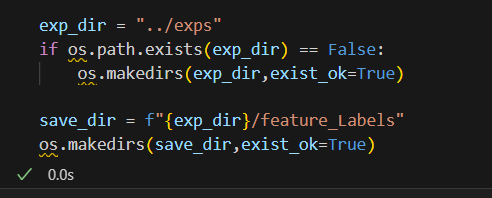 exp_dir = "../exps"
if os.path.exists(exp_dir) == False:
    os.makedirs(exp_dir,exist_ok=True)
save_dir = f"{exp_dir}/feature_Labels"
os.makedirs(save_dir,exist_ok=True)
0.0s